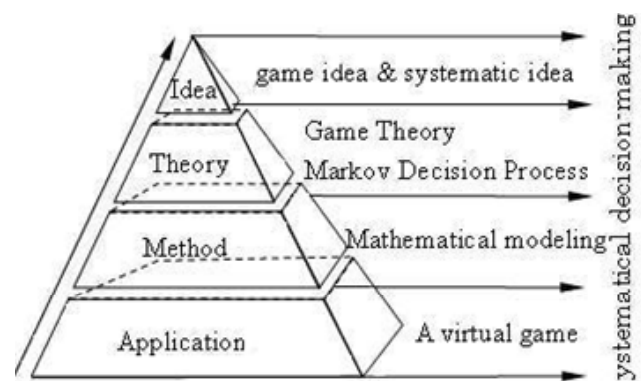 Idea
game idea & systematic idea
Theory
Game Theory
Markov Decision Process
Method
Mathematical modeling
Application
A virtual game
ystematical decision-making